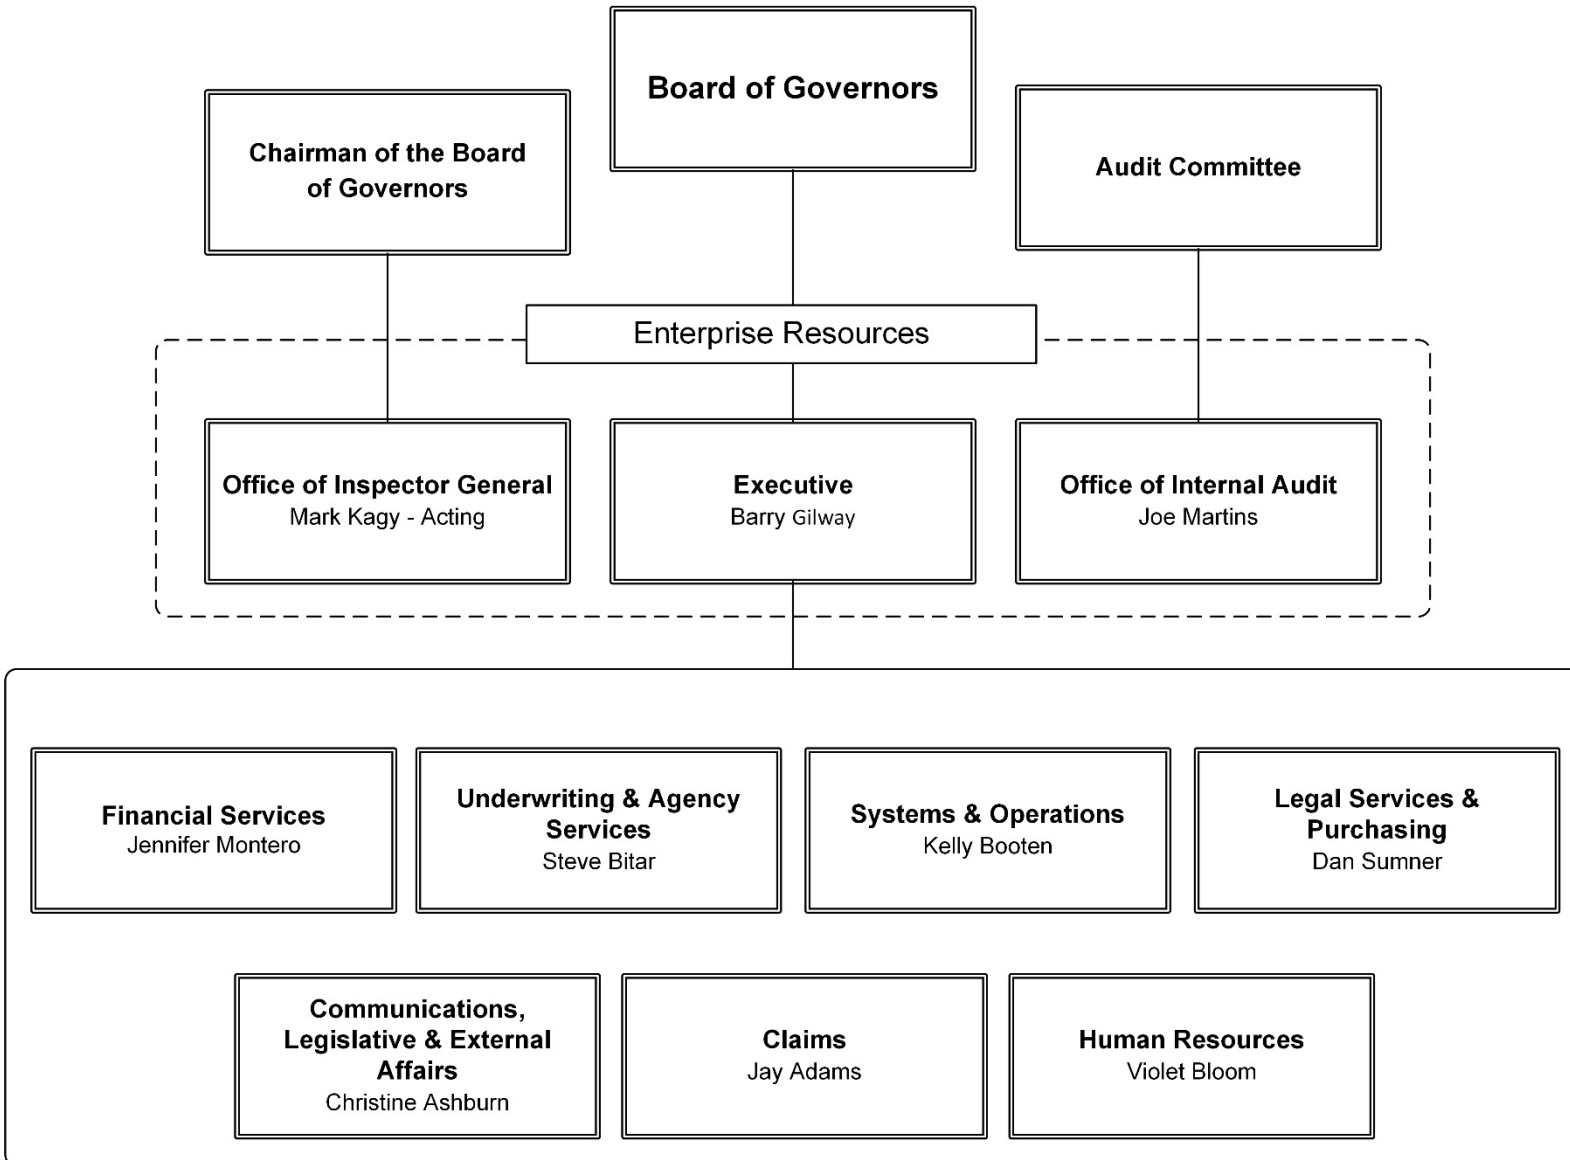 Board of Governors
Chairman of the Board
of Governors
Audit Committee
Enterprise Resources
Office of Inspector General
Mark Kagy - Acting
Executive
Barry Gilway
Office of Internal Audit
Joe Martins
Financial Services
Jennifer Montero
Underwriting & Agency
Services
Steve Bitar
Systems & Operations
Kelly Booten
Legal Services &
Purchasing
Dan Sumner
Communications,
Legislative & External
Affairs
Christine Ashburn
Claims
Jay Adams
Human Resources
Violet Bloom